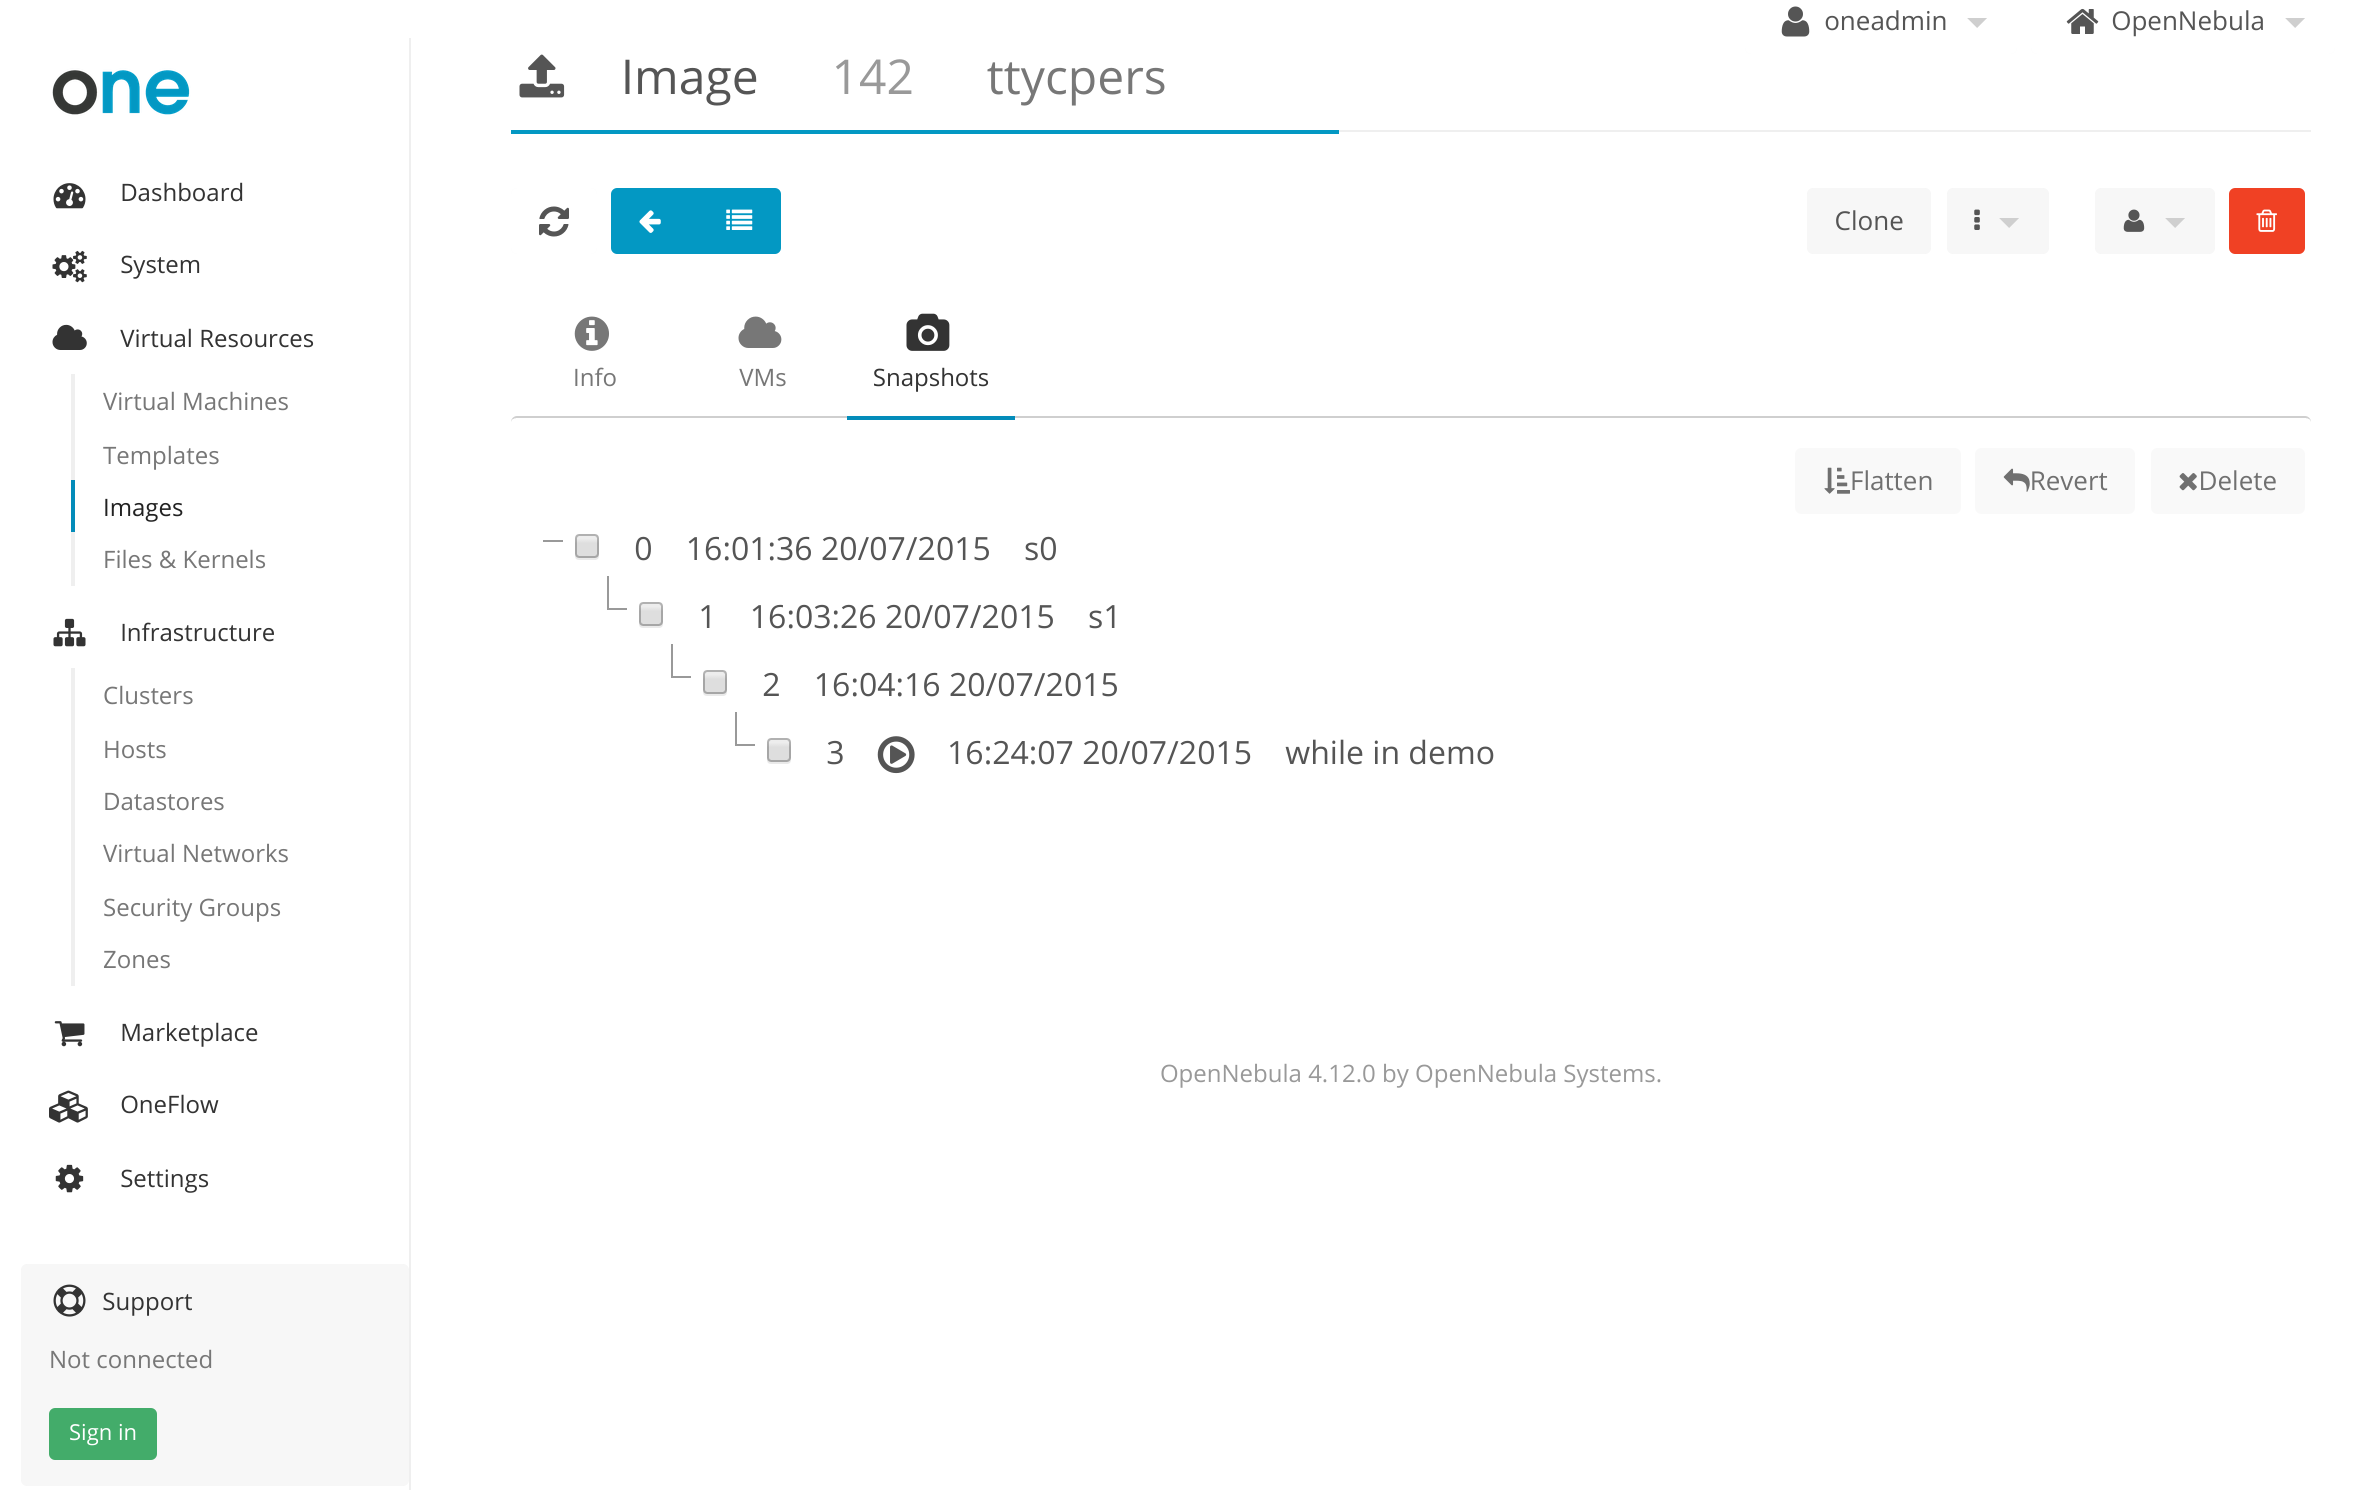 oneadmin OpenNebula
one
Image 142 ttycpers
Dashboard
System
Virtual Resources
Virtual Machines
Templates
Images
Files & Kernels
Infrastructure
Clusters
Hosts
Datastores
Virtual Networks
Security Groups
Zones
Marketplace
OneFlow
Settings
Support
Not connected
Sign in
Clone
Info VMs Snapshots
Flatten Revert Delete
0 16:01:36 20/07/2015 s0
1 16:03:26 20/07/2015 s1
2 16:04:16 20/07/2015
3 16:24:07 20/07/2015 while in demo
OpenNebula 4.12.0 by OpenNebula Systems.